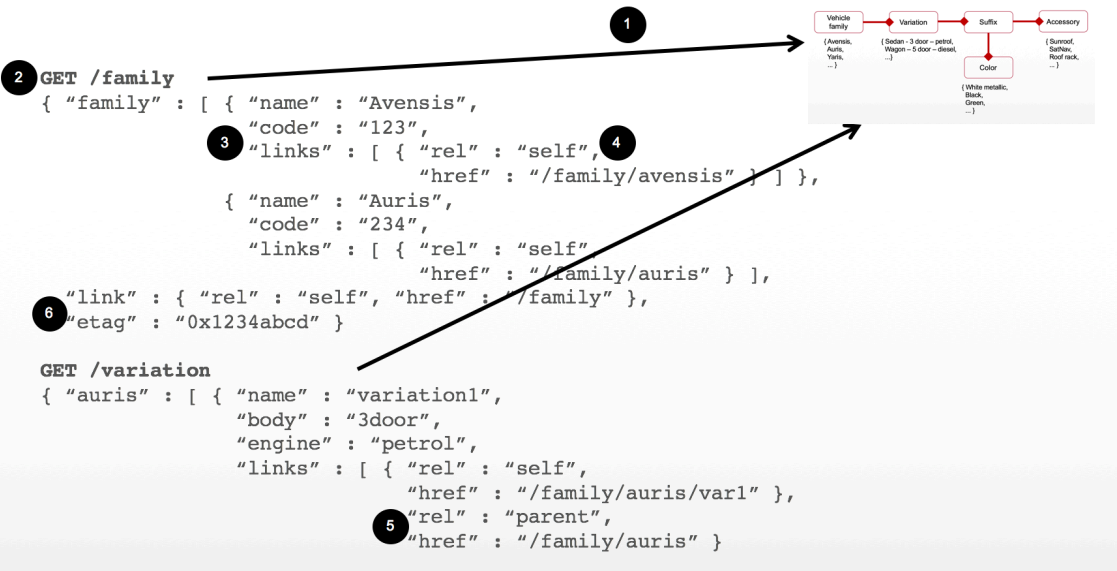 1
Vehicle family
Variation
Suffix
Accessory
{ Avensis,
Auris,
Yaris,
... }
{ Sedan - 3 door – petrol,
Wagon – 5 door – diesel,
...}
{ Sunroof,
SatNav,
Roof rack,
... }
Color
{ White metallic,
Black,
Green,
... }
2
GET /family
{ “family” : [ { “name” : “Avensis”,
“code” : “123”,
3
“links” : [ { “rel” : “self”,
4
“href” : “/family/avensis” } ] },
{ “name” : “Auris”,
“code” : “234”,
“links” : [ { “rel” : “self”,
“href” : “/family/auris” } ],
“link” : { “rel” : “self”, “href” : “/family” },
6
“etag” : “0x1234abcd” }
GET /variation
{ “auris” : [ { “name” : “variation1”,
“body” : “3door”,
“engine” : “petrol”,
“links” : [ { “rel” : “self”,
“href” : “/family/auris/var1” },
5
“rel” : “parent”,
“href” : “/family/auris” }